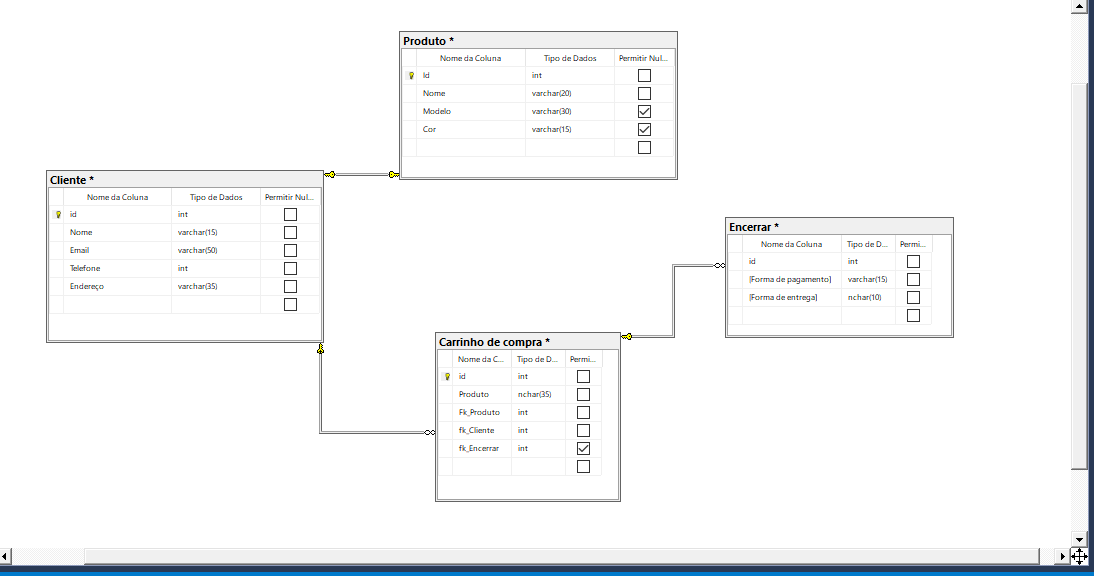 Produto *
Nome da Coluna Tipo de Dados Permitir Nul...
Id int
Nome varchar(20)
Modelo varchar(30)
Cor varchar(15)
Cliente *
Nome da Coluna Tipo de Dados Permitir Nul...
id int
Nome varchar(15)
Email varchar(50)
Telefone int
Endereço varchar(35)
Encerrar *
Nome da Coluna Tipo de D... Permi...
id int
[Forma de pagamento] varchar(15)
[Forma de entrega] nchar(10)
Carrinho de compra *
Nome da C... Tipo de D... Permi...
id int
Produto nchar(35)
Fk_Produto int
fk_Cliente int
fk_Encerrar int